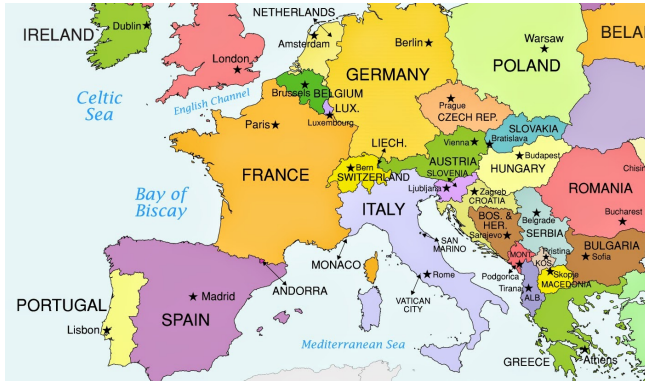 NETHERLANDS
IRELAND
Dublin
London
Amsterdam
Berlin
Warsaw
BELA
POLAND
GERMANY
Celtic
Sea
English Channel
Brussels
BELGIUM
LUX.
Luxembourg
Prague
CZECH REP.
Paris
SLOVAKIA
Bratislava
Vienna
LIECH.
Budapest
HUNGARY
AUSTRIA
Bern
SWITZERLAND
SLOVENIA
Ljubljana
Chisin
FRANCE
ROMANIA
Zagreb
CROATIA
Bay of
Biscay
ITALY
BOS. &
HER.
Sarajevo
Belgrade
SERBIA
Bucharest
SAN
MARINO
BULGARIA
Sofia
Pristina
KOS.
MONT.
MONACO
ANDORRA
Podgorica
Skopje
MACEDONIA
Tirana
ALB.
Rome
VATICAN
CITY
PORTUGAL
Lisbon
Madrid
SPAIN
Mediterranean Sea
GREECE
Athens